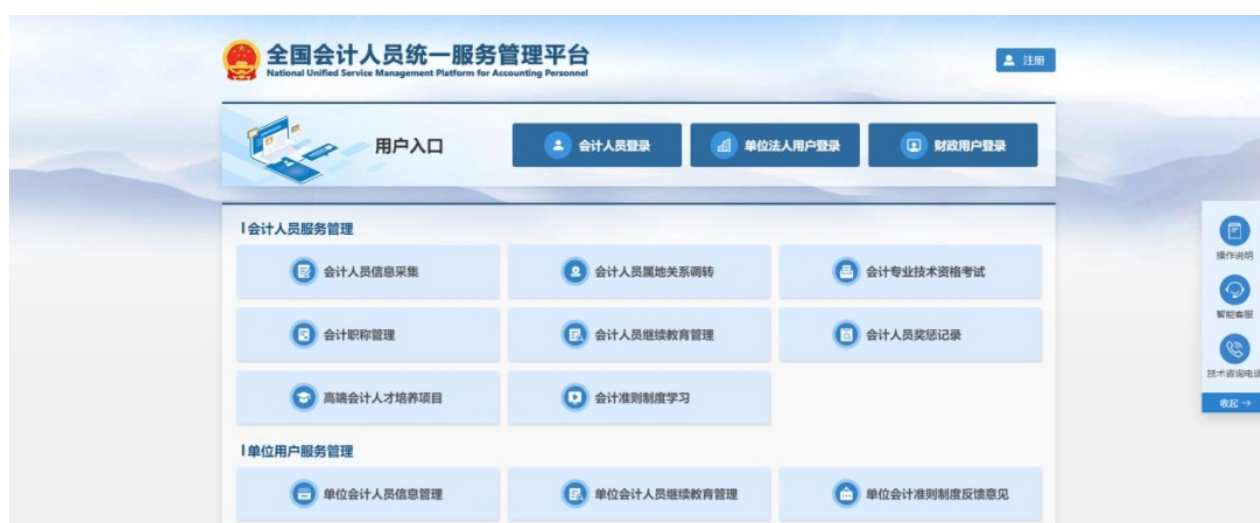 全国会计人员统一服务管理平台
National Unified Service Management Platform for Accounting Personnel
注册
用户入口
会计人员登录
单位法人用户登录
财政用户登录
会计人员服务管理
会计人员信息采集
会计人员属地关系调转
会计专业技术资格考试
会计职称管理
会计人员继续教育管理
会计人员奖惩记录
高端会计人才培养项目
会计准则制度学习
单位用户服务管理
单位会计人员信息管理
单位会计人员继续教育管理
单位会计准则制度反馈意见
操作说明
智能客服
技术咨询电话
收起→